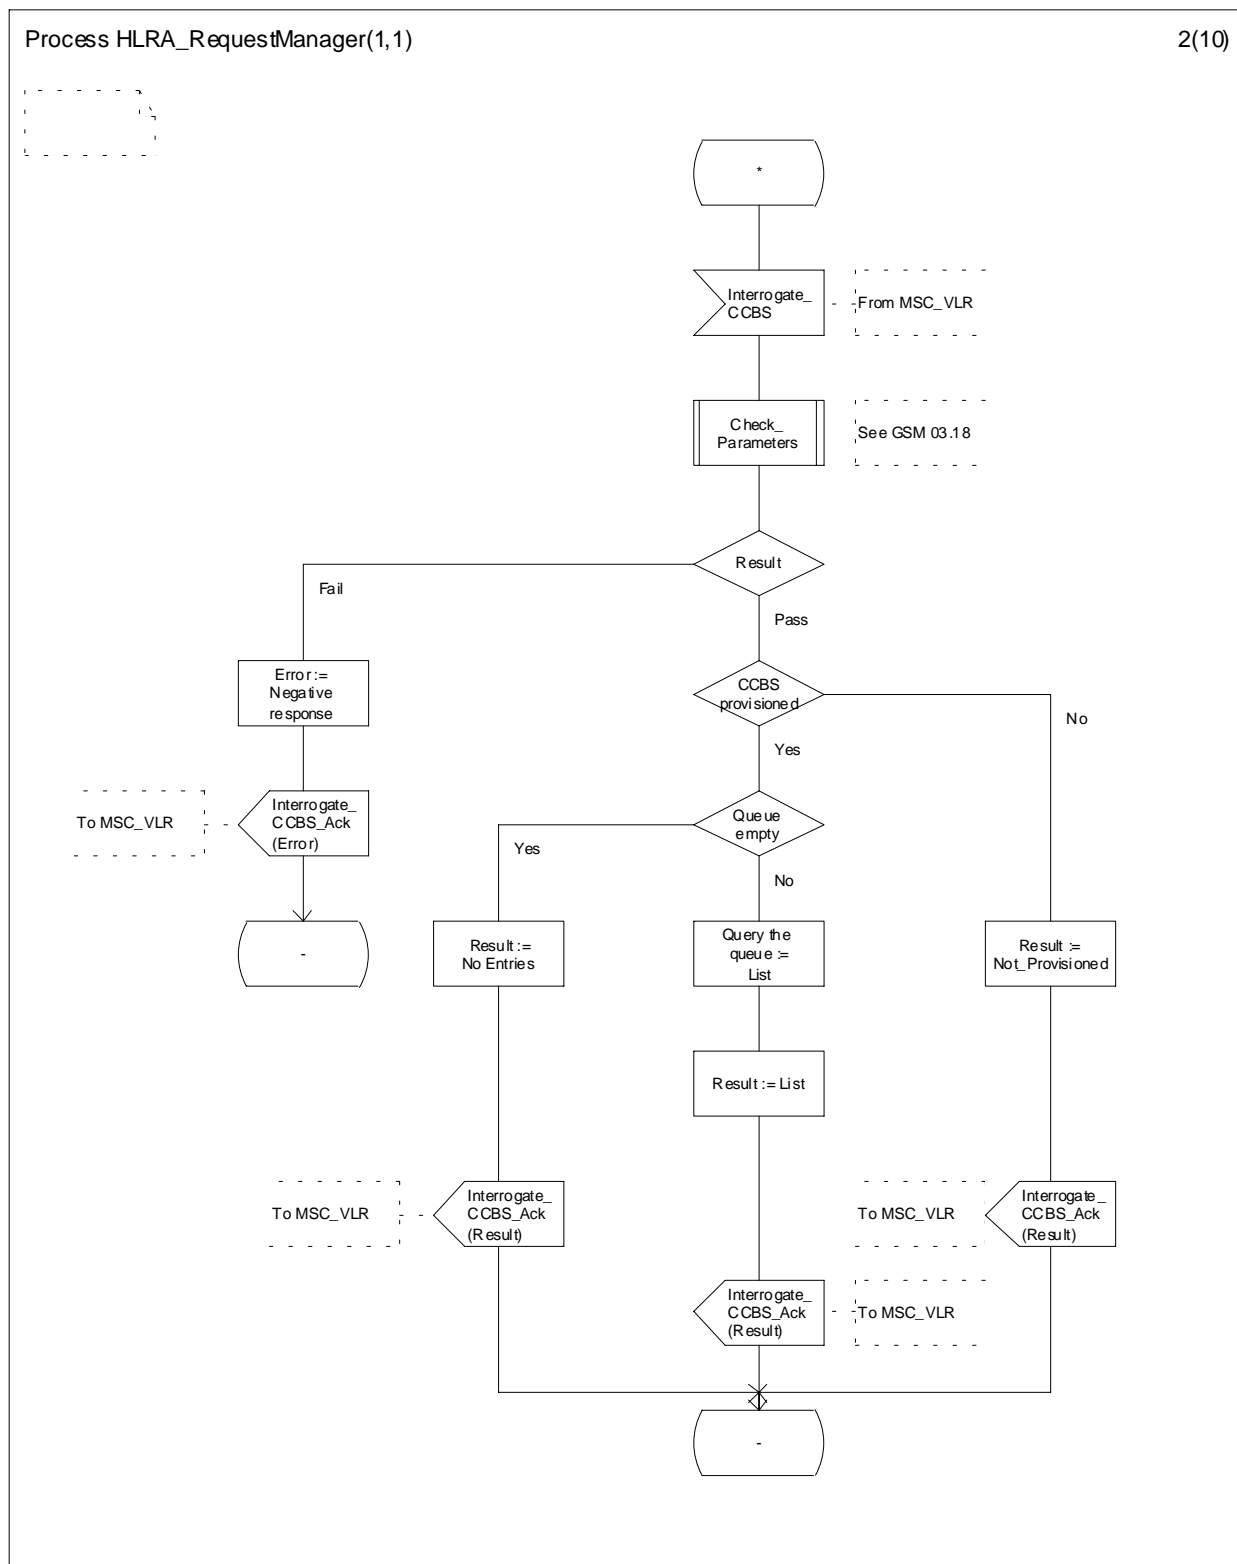 Process HLRA_RequestManager(1,1)
2(10)
*
Interrogate_
CCBS
From MSC_VLR
Check_
Parameters
See GSM 03.18
Result
Fail
Pass
Error :=
Negative
response
CCBS
provisioned
No
Yes
To MSC_VLR
Interrogate_
CCBS_Ack
(Error)
Queue
empty
Yes
No
-
Result :=
No Entries
Query the
queue :=
List
Result :=
Not_Provisioned
Result := List
To MSC_VLR
Interrogate_
CCBS_Ack
(Result)
To MSC_VLR
Interrogate_
CCBS_Ack
(Result)
Interrogate_
CCBS_Ack
(Result)
To MSC_VLR
-